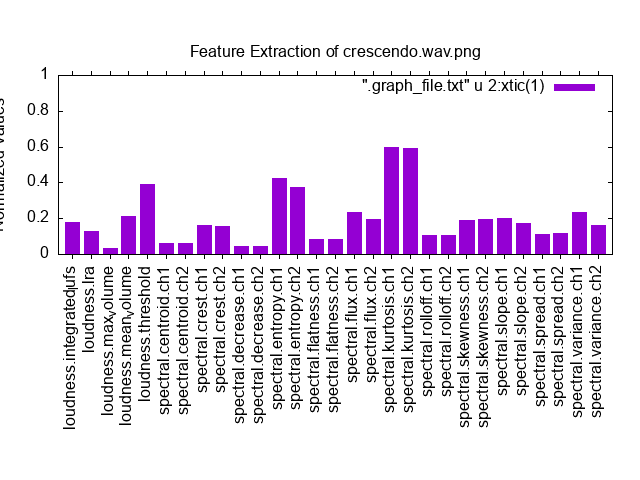 Feature Extraction of crescendo.wav.png
".graph_file.txt" u 2:xtic(1)
Normalized Values
1
0.8
0.6
0.4
0.2
0
loudness.integratedlufs
loudness.lra
loudness.maxvolume
loudness.meanvolume
loudness.threshold
spectral.centroid.ch1
spectral.centroid.ch2
spectral.crest.ch1
spectral.crest.ch2
spectral.decrease.ch1
spectral.decrease.ch2
spectral.entropy.ch1
spectral.entropy.ch2
spectral.flatness.ch1
spectral.flatness.ch2
spectral.flux.ch1
spectral.flux.ch2
spectral.kurtosis.ch1
spectral.kurtosis.ch2
spectral.rolloff.ch1
spectral.rolloff.ch2
spectral.skewness.ch1
spectral.skewness.ch2
spectral.slope.ch1
spectral.slope.ch2
spectral.spread.ch1
spectral.spread.ch2
spectral.variance.ch1
spectral.variance.ch2